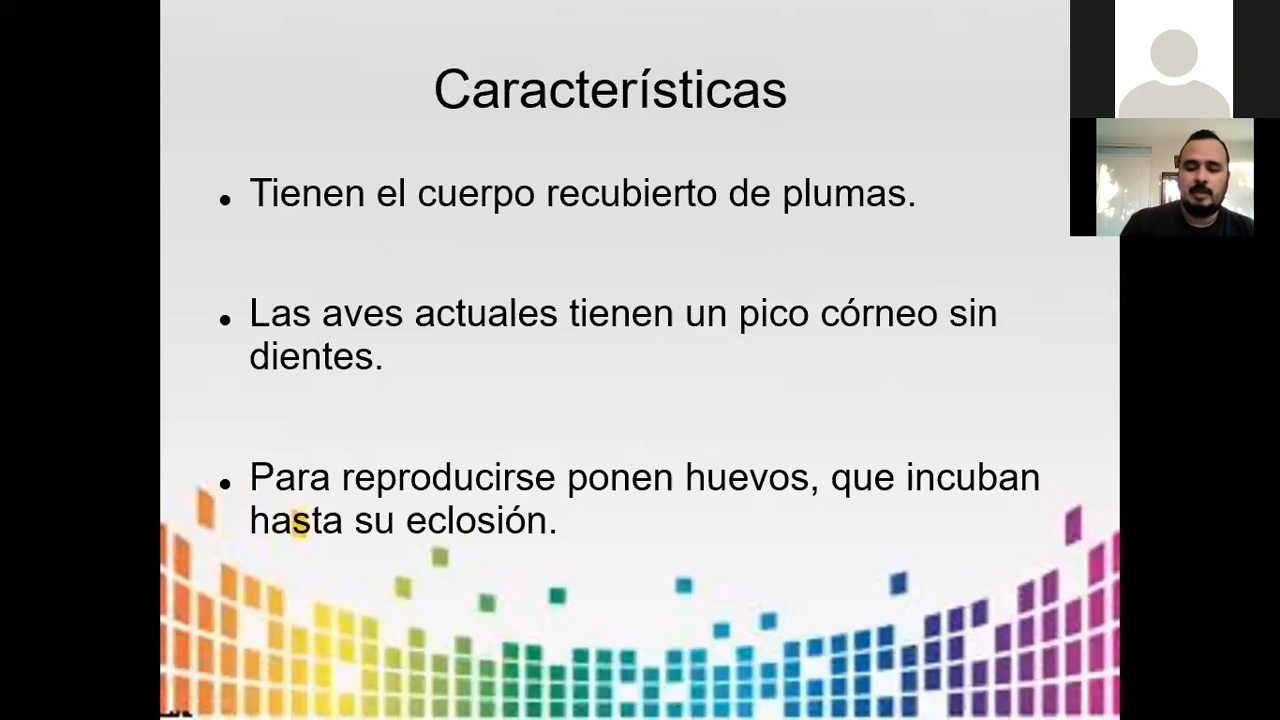 Características
Tienen el cuerpo recubierto de plumas.
Las aves actuales tienen un pico córneo sin
dientes.
Para reproducirse ponen huevos, que incuban
hasta su eclosión.